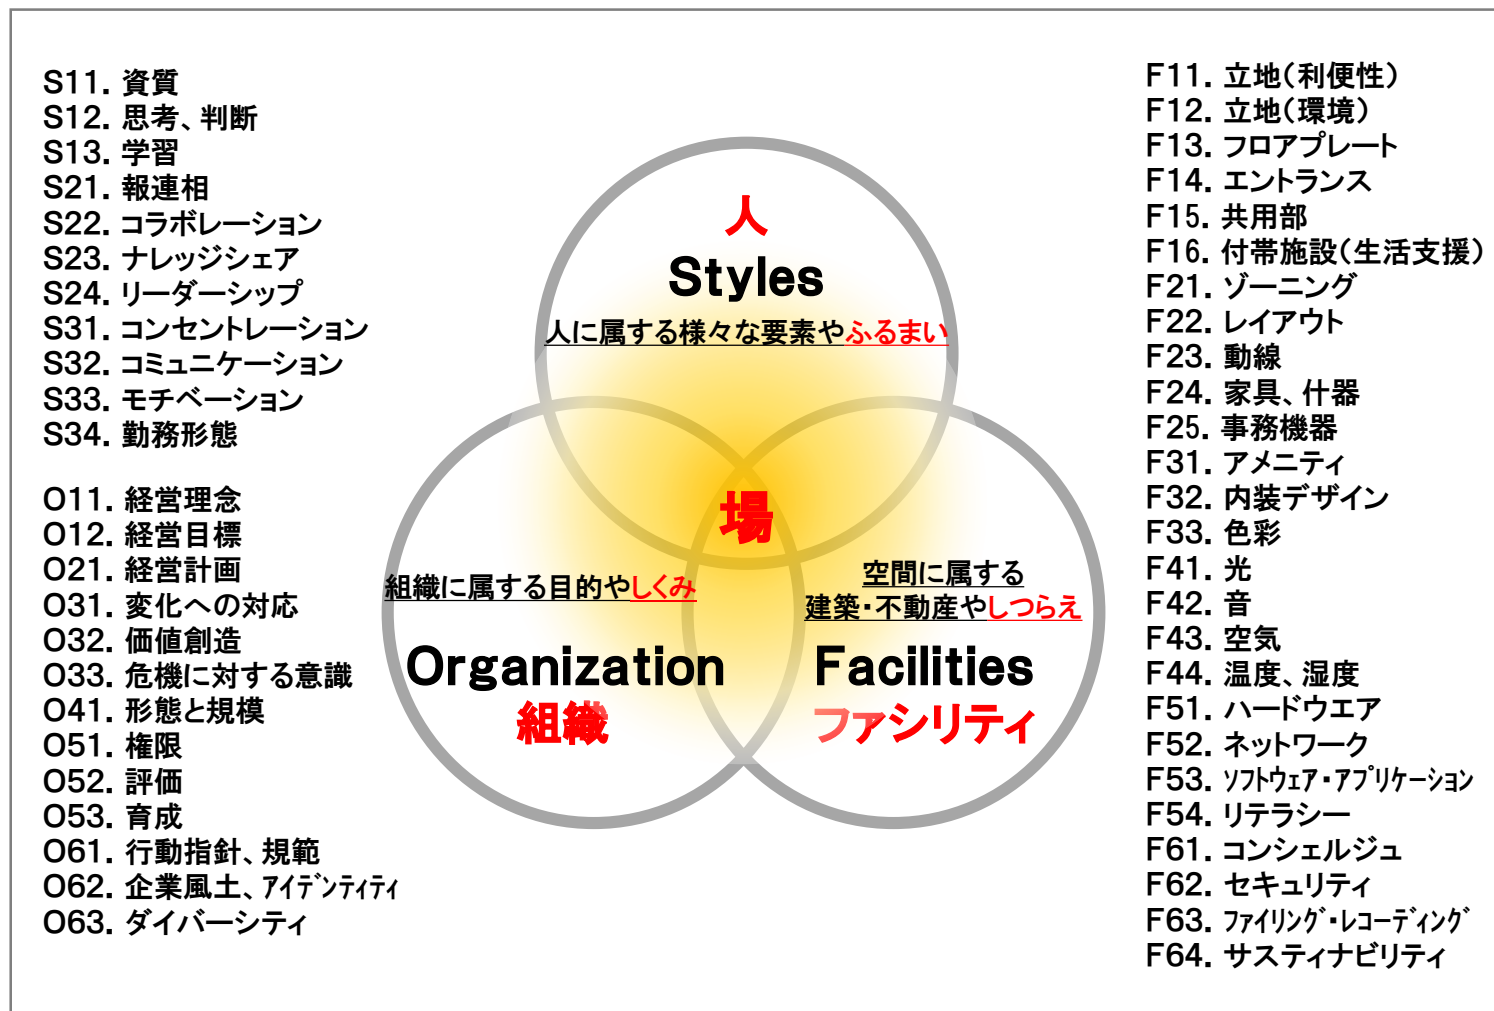 S11. 資質
S12. 思考、判断
S13. 学習
S21. 報連相
S22. コラボレーション
S23. ナレッジシェア
S24. リーダーシップ
S31. コンセントレーション
S32. コミュニケーション
S33. モチベーション
S34. 勤務形態
O11. 経営理念
O12. 経営目標
O21. 経営計画
O31. 変化への対応
O32. 価値創造
O33. 危機に対する意識
O41. 形態と規模
O51. 権限
O52. 評価
O53. 育成
O61. 行動指針、規範
O62. 企業風土、ｱｲﾃﾞﾝﾃｨﾃｨ
O63. ダイバーシティ
人
Styles
人に属する様々な要素やふるまい
場
組織に属する目的やしくみ
Organization
組織
空間に属する
建築・不動産やしつらえ
Facilities
ファシリティ
F11. 立地（利便性）
F12. 立地（環境）
F13. フロアプレート
F14. エントランス
F15. 共用部
F16. 付帯施設（生活支援）
F21. ゾーニング
F22. レイアウト
F23. 動線
F24. 家具、什器
F25. 事務機器
F31. アメニティ
F32. 内装デザイン
F33. 色彩
F41. 光
F42. 音
F43. 空気
F44. 温度、湿度
F51. ハードウエア
F52. ネットワーク
F53. ｿﾌﾄｳｪｱ・ｱﾌﾟﾘｹｰｼｮﾝ
F54. リテラシー
F61. コンシェルジュ
F62. セキュリティ
F63. ﾌｧｲﾘﾝｸﾞ・ﾚｺｰﾃﾞｨﾝｸﾞ
F64. サスティナビリティ